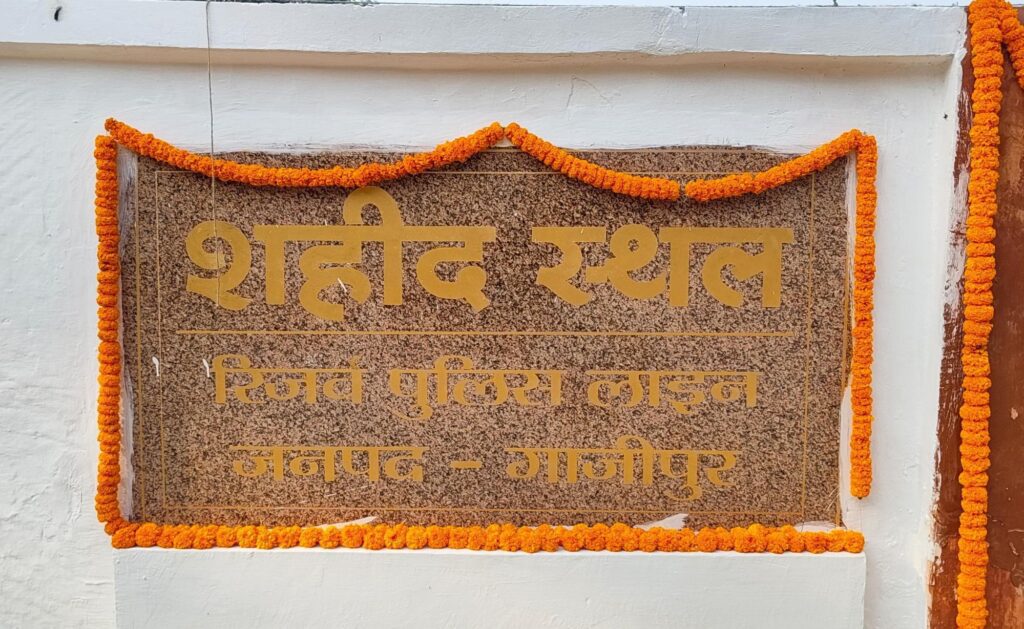 शहीद स्थल
रिजर्व पुलिस लाइन
जनपद - गाजीपुर